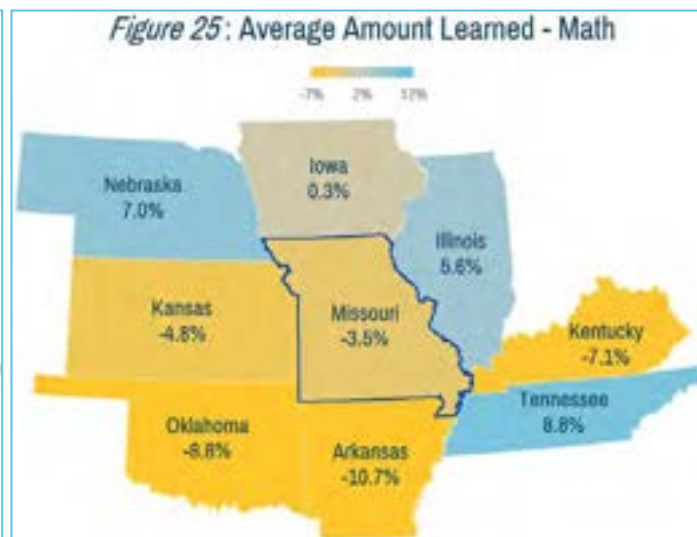 Figure 25: Average Amount Learned - Math
-7% 2% 12%
Iowa
0.3%
Nebraska
7.0%
Illinois
5.6%
Kansas
-4.8%
Missouri
-3.5%
Kentucky
-7.1%
Tennessee
8.8%
Oklahoma
-8.8%
Arkansas
-10.7%